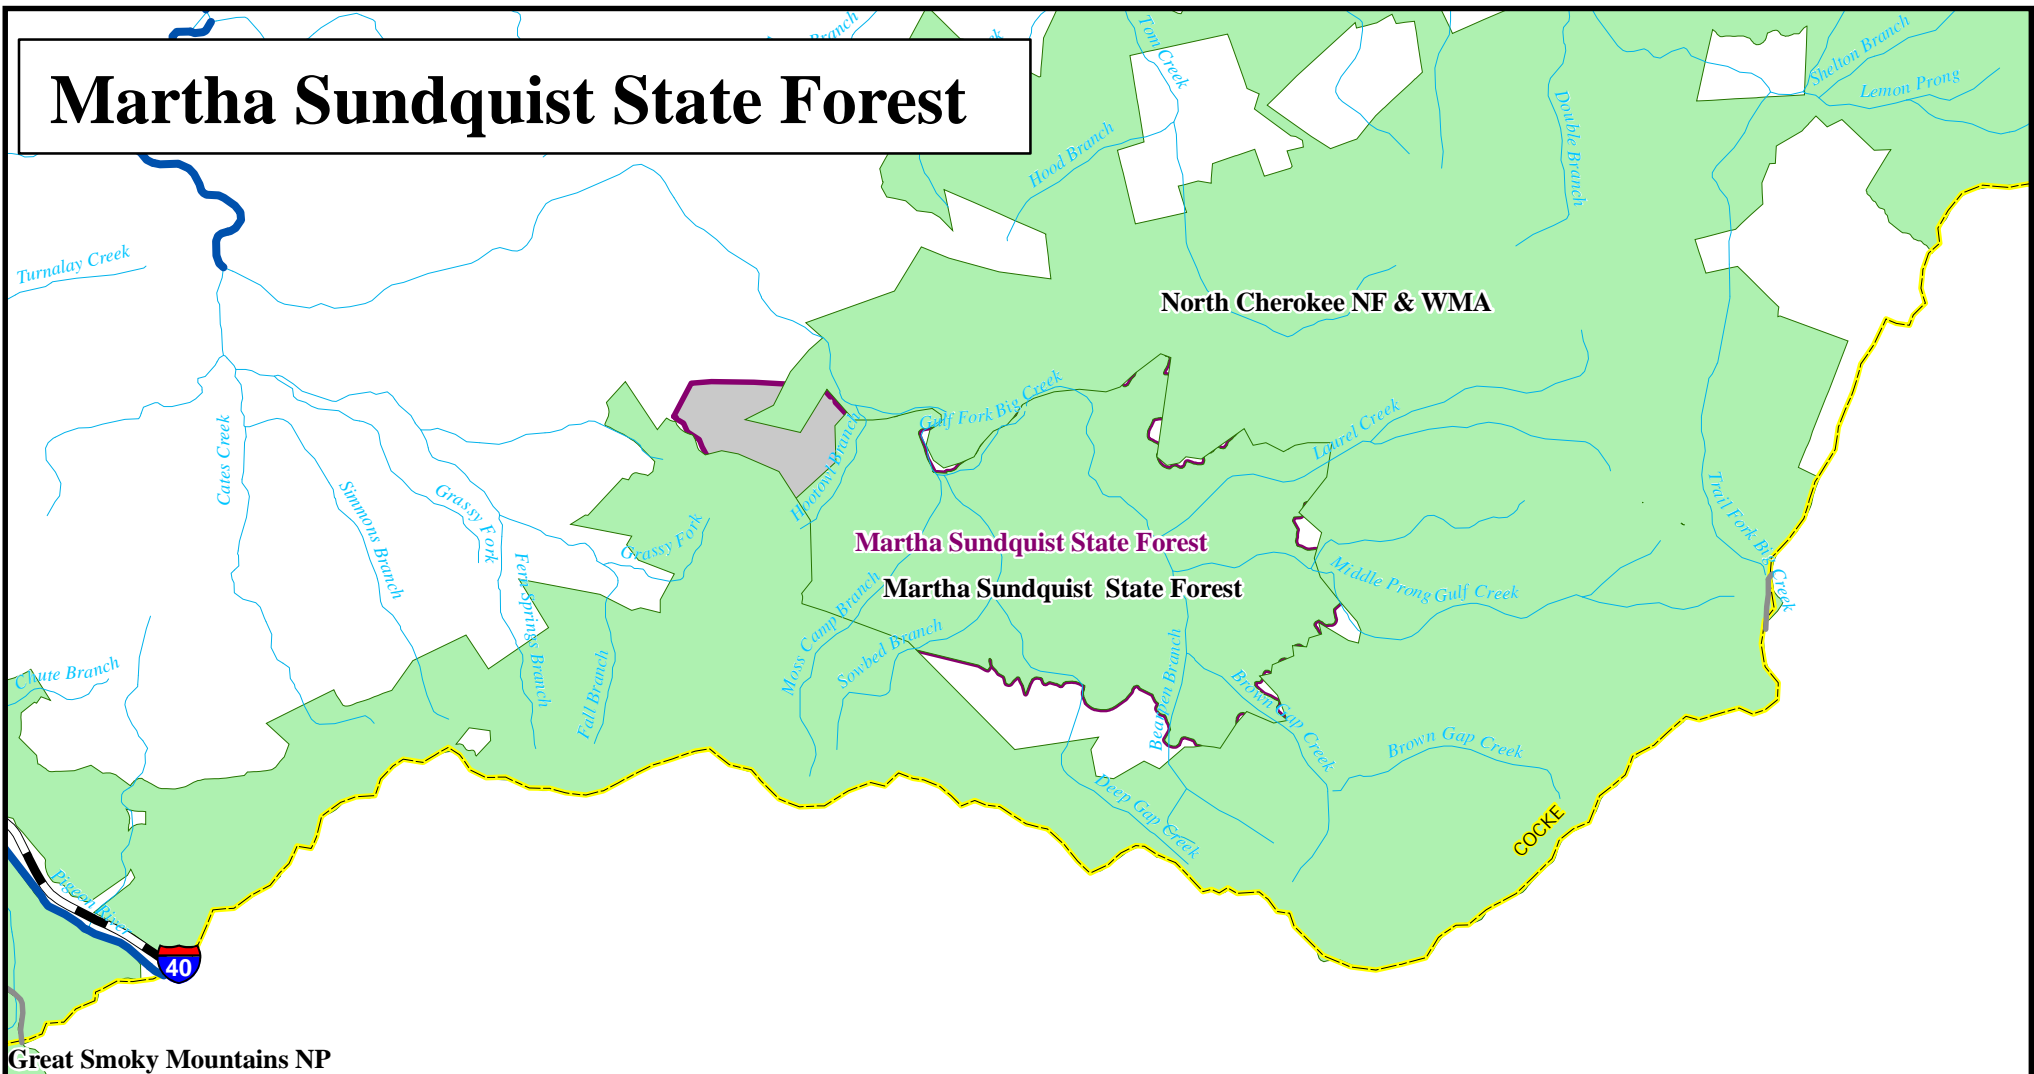 Branch
Martha Sundquist State Forest
Tom Creek
Shelton Branch
Lemon Prong
Hood Branch
Double Branch
Turnalay Creek
North Cherokee NF & WMA
Gulf Fork Big Creek
Laurel Creek
Cates Creek
Simmons Branch
Grassy Fork
Hootowl Branch
Trail Fork Big Creek
Grassy Fork
Fern Springs Branch
Martha Sundquist State Forest
Martha Sundquist  State Forest
Middle Prong Gulf Creek
Moss Camp Branch
Sowbed Branch
Chute Branch
Fall Branch
Bearpen Branch
Brown Gap Creek
Brown Gap Creek
Deep Gap Creek
COCKE
Pigeon River
40
Great Smoky Mountains NP